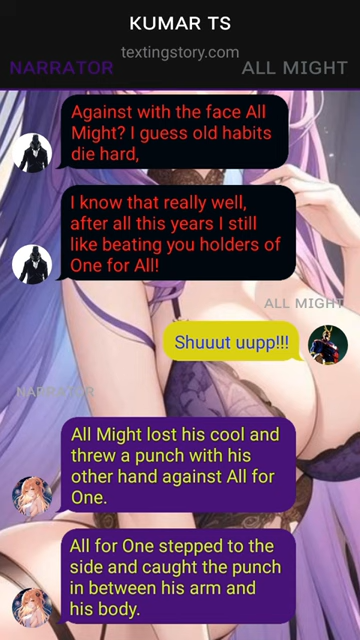 KUMAR TS
textingstory.com
NARRATOR
ALL MIGHT
Against with the face All
Might? I guess old habits
die hard,
I know that really well,
after all this years I still
like beating you holders of
One for All!
ALL MIGHT
Shuuut uupp!!!
NARRATOR
All Might lost his cool and
threw a punch with his
other hand against All for
One.
All for One stepped to the
side and caught the punch
in between his arm and
his body.